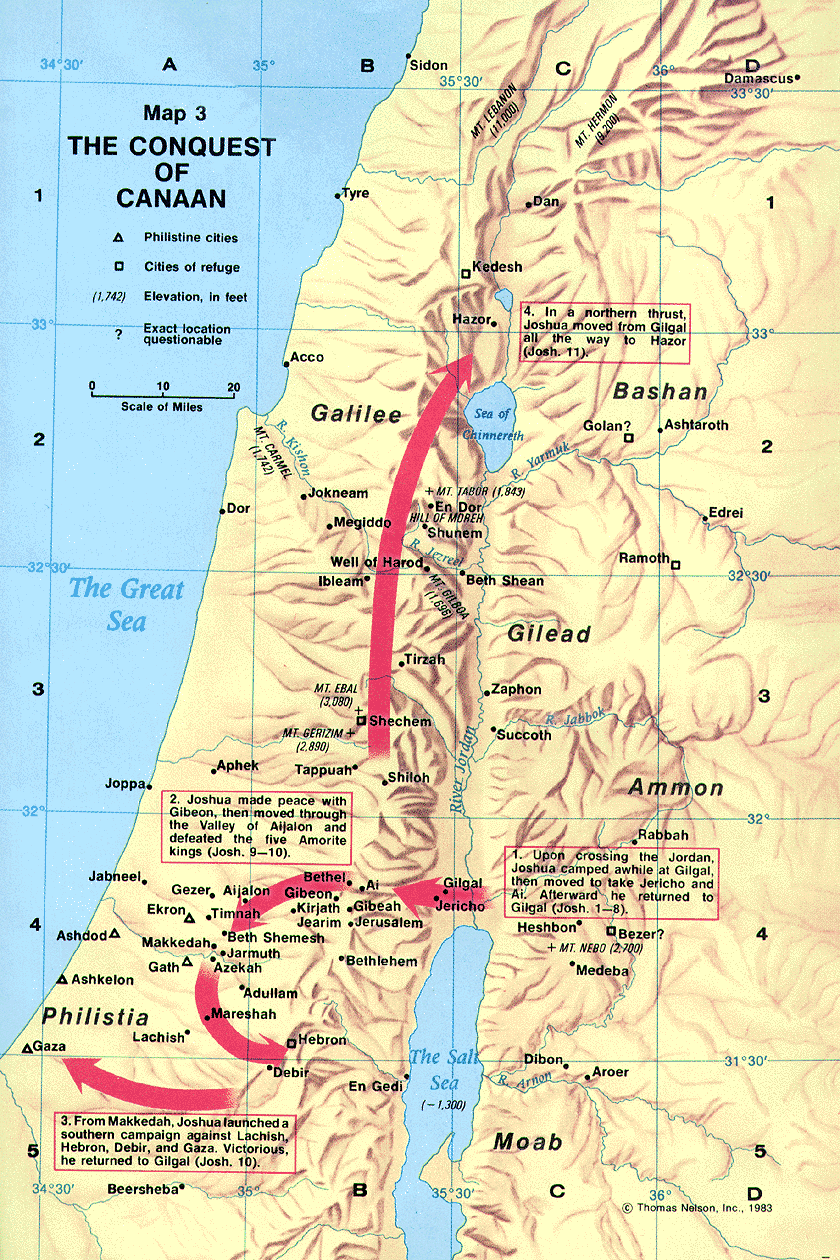 34°30'
A
35°
B
Sidon
35°30'
C
36°
D
Damascus
33°30'
MT. LEBANON
(11,000)
MT. HERMON
(9,200)
Map 3
THE CONQUEST
OF
CANAAN
1
Tyre
Dan
1
Philistine cities
Cities of refuge
(1,742) Elevation, in feet
? Exact location
questionable
Kedesh
33°
Hazor
4. In a northern thrust,
Joshua moved from Gilgal
all the way to Hazor
(Josh. 11).
33°
Acco
0 10 20
Scale of Miles
Galilee
Sea of
Chinnereth
Bashan
Golan?
Ashtaroth
2
R. Kishon
MT. CARMEL
(1,742)
R. Yarmuk
2
Jokneam
+ MT. TABOR (1,843)
En Dor
HILL OF MOREH
Shunem
Dor
Megiddo
Edrei
R. Jezreel
Well of Harod
Ramoth
32°30'
Ibleam
Beth Shean
32°30'
MT. GILBOA
(1,696)
The Great
Sea
Gilead
Tirzah
3
MT. EBAL
(3,080)
+
Zaphon
3
Shechem
MT. GERIZIM +
(2,890)
R. Jabbok
Succoth
River Jordan
Aphek
Tappuah
Shiloh
Joppa
Ammon
32°
2. Joshua made peace with
Gibeon, then moved through
the Valley of Aijalon and
defeated the five Amorite
kings (Josh. 9–10).
32°
Rabbah
1. Upon crossing the Jordan,
Joshua camped awhile at Gilgal,
then moved to take Jericho and
Ai. Afterward he returned to
Gilgal (Josh. 1–8).
Jabneel
Bethel
Ai
Gilgal
Gezer
Aijalon
Gibeon
Jericho
Ekron
Timnah
Kirjath
Jearim
Gibeah
Jerusalem
4
Ashdod
Beth Shemesh
Heshbon
Bezer?
4
Makkedah
Jarmuth
+ MT. NEBO (2,700)
Gath
Azekah
Bethlehem
Medeba
Ashkelon
Adullam
Philistia
Mareshah
Lachish
Hebron
Gaza
The Salt
Sea
(−1,300)
Dibon
31°30'
Debir
En Gedi
Aroer
R. Arnon
3. From Makkedah, Joshua launched a
southern campaign against Lachish,
Hebron, Debir, and Gaza. Victorious,
he returned to Gilgal (Josh. 10).
Moab
5
5
34°30'
Beersheba
35°
B
35°30'
C
36°
D
© Thomas Nelson, Inc., 1983